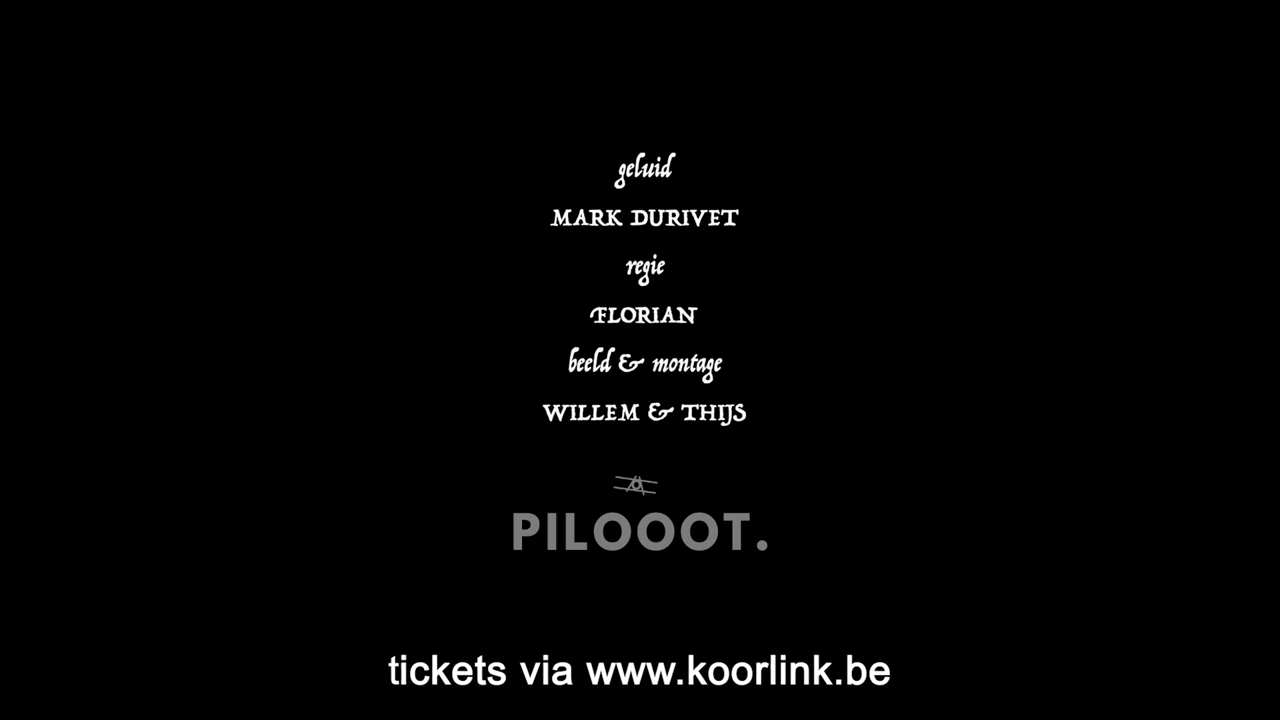 geluid
MARK DURIVET
regie
FLORIAN
beeld & montage
WILLEM & THIJS
PILOOOT.
tickets via www.koorlink.be